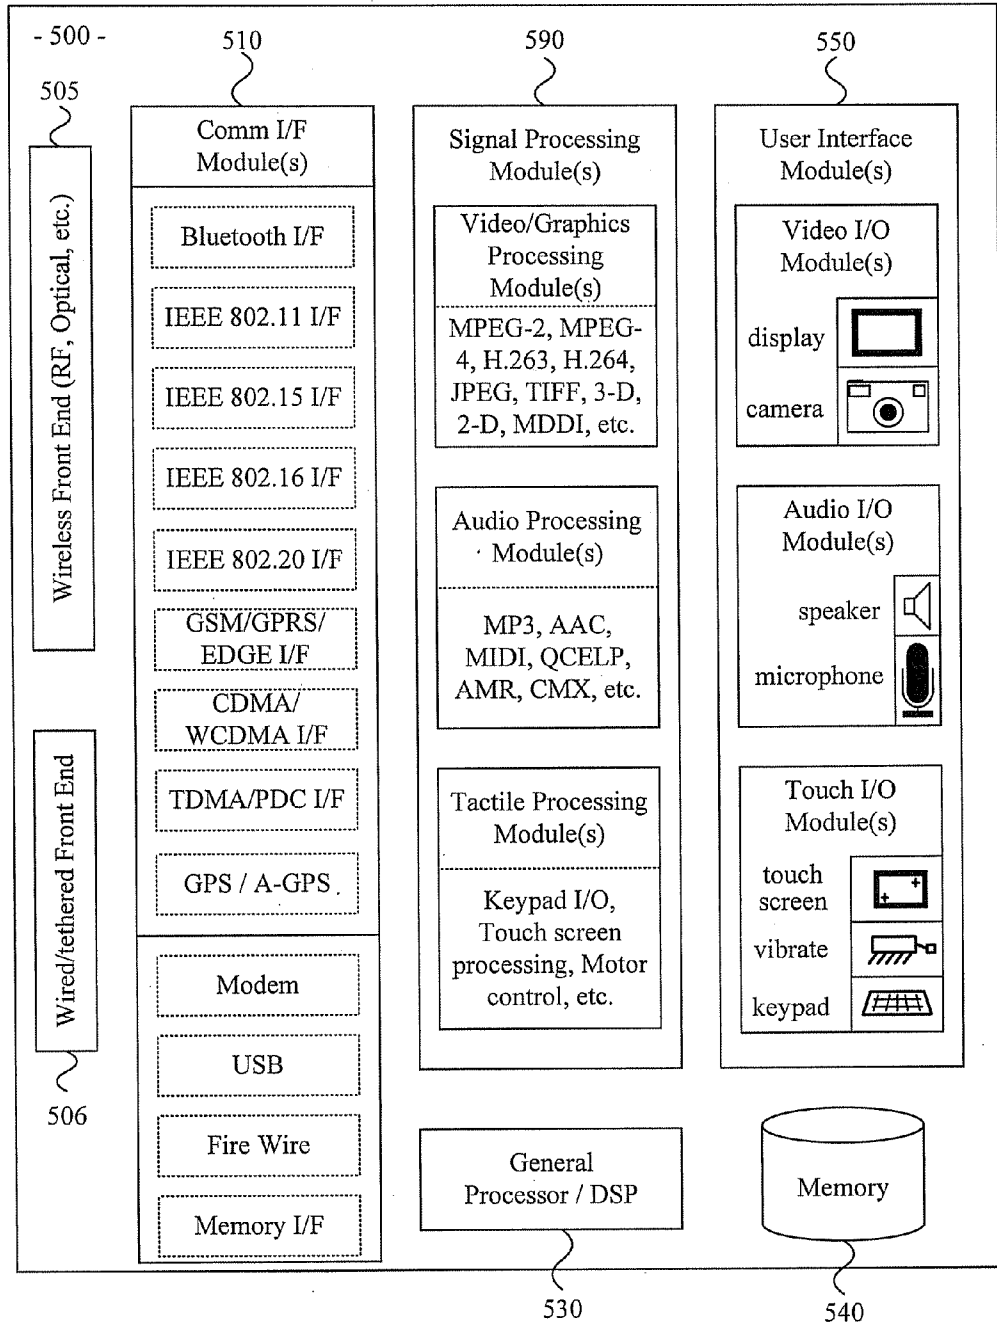 - 500 -
510
590
550
505
Wireless Front End (RF, Optical, etc.)
Wired/tethered Front End
506
Comm I/F
Module(s)
Bluetooth I/F
IEEE 802.11 I/F
IEEE 802.15 I/F
IEEE 802.16 I/F
IEEE 802.20 I/F
GSM/GPRS/
EDGE I/F
CDMA/
WCDMA I/F
TDMA/PDC I/F
GPS / A-GPS
Modem
USB
Fire Wire
Memory I/F
Signal Processing
Module(s)
Video/Graphics
Processing
Module(s)
MPEG-2, MPEG-
4, H.263, H.264,
JPEG, TIFF, 3-D,
2-D, MDDI, etc.
Audio Processing
Module(s)
MP3, AAC,
MIDI, QCELP,
AMR, CMX, etc.
Tactile Processing
Module(s)
Keypad I/O,
Touch screen
processing, Motor
control, etc.
General
Processor / DSP
530
User Interface
Module(s)
Video I/O
Module(s)
display
camera
Audio I/O
Module(s)
speaker
microphone
Touch I/O
Module(s)
touch
screen
vibrate
keypad
Memory
540